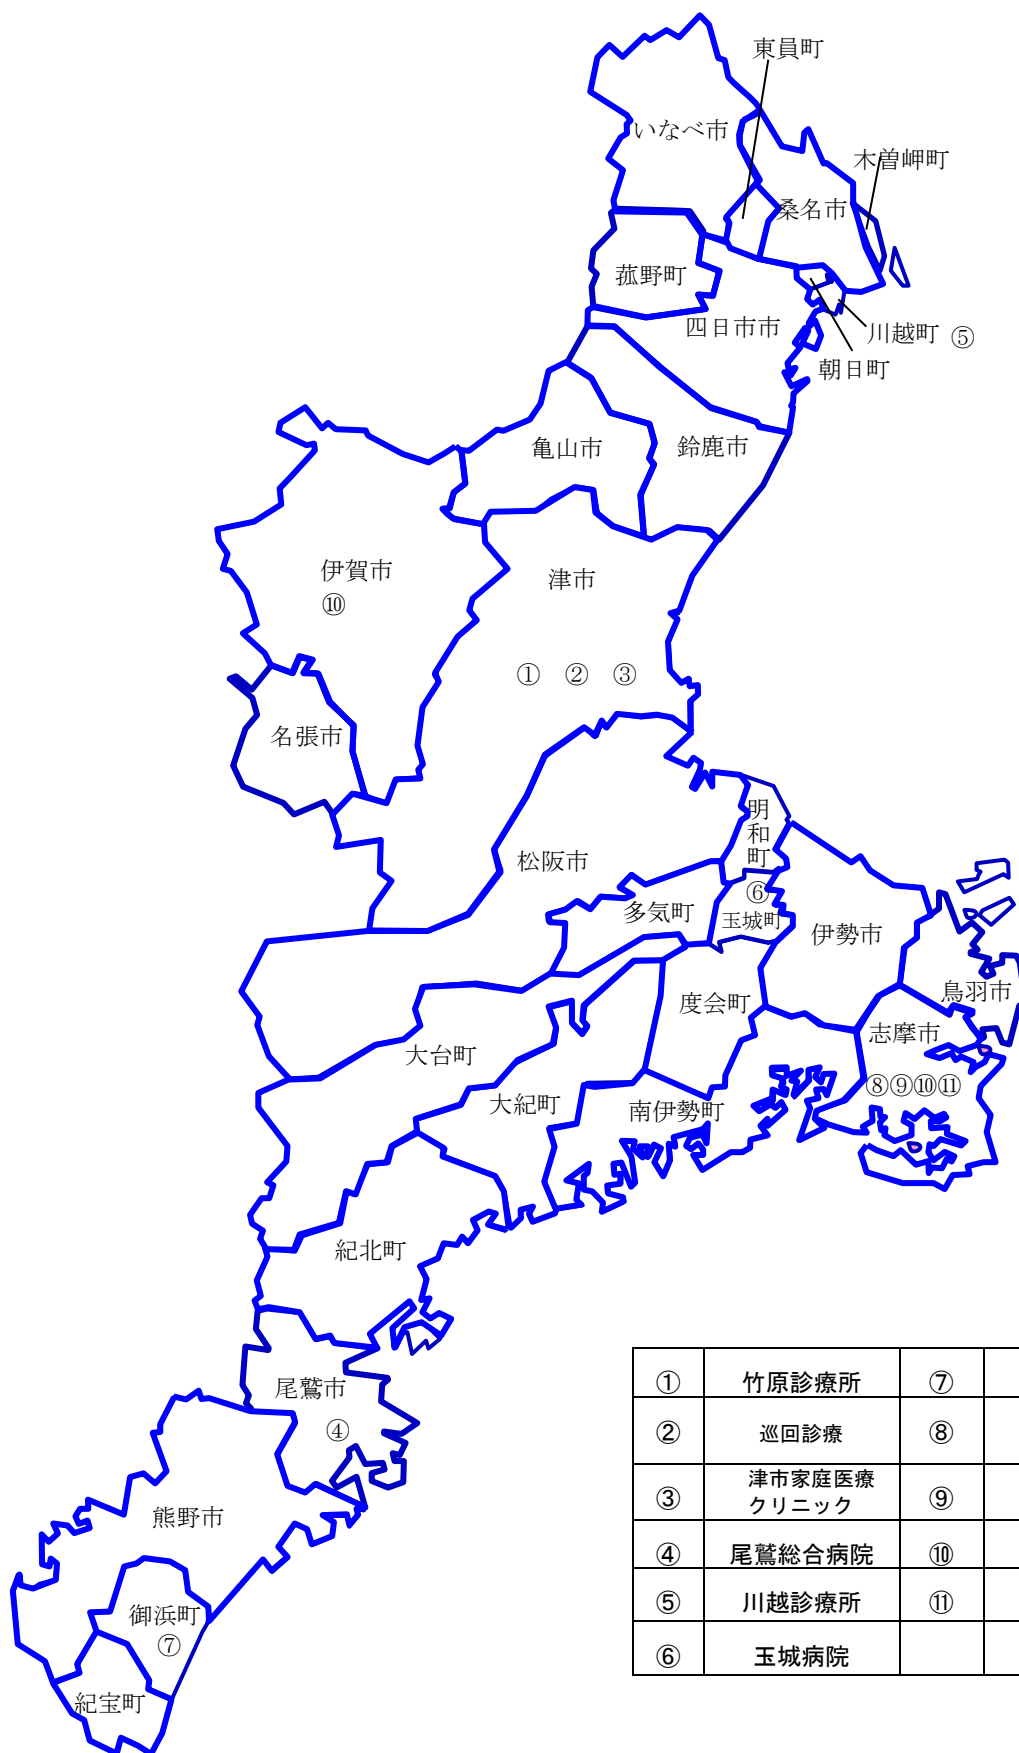 東員町
いなべ市
木曽岬町
桑名市
菰野町
四日市市
川越町 ⑤
朝日町
亀山市
鈴鹿市
伊賀市
⑩
津市
① ② ③
名張市
明和町
松阪市
⑥
多気町
玉城町
伊勢市
鳥羽市
度会町
志摩市
大台町
⑧⑨⑩⑪
大紀町
南伊勢町
紀北町
尾鷲市
④
熊野市
御浜町
⑦
紀宝町
① 竹原診療所 ⑦
② 巡回診療 ⑧
③ 津市家庭医療
クリニック ⑨
④ 尾鷲総合病院 ⑩
⑤ 川越診療所 ⑪
⑥ 玉城病院